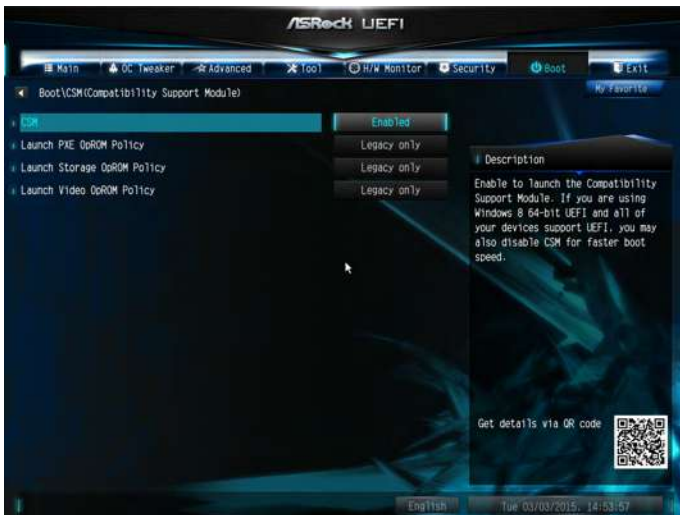 ASRock UEFI
Main OC Tweaker Advanced Tool H/W Monitor Security Boot Exit
My Favorite
Boot\CSM(Compatibility Support Module)
CSM Enabled
Launch PXE OpROM Policy Legacy only
Launch Storage OpROM Policy Legacy only
Launch Video OpROM Policy Legacy only
Description
Enable to launch the Compatibility
Support Module. If you are using
Windows 8 64-bit UEFI and all of
your devices support UEFI, you may
also disable CSM for faster boot
speed.
Get details via QR code
English Tue 03/03/2015, 14:53:57